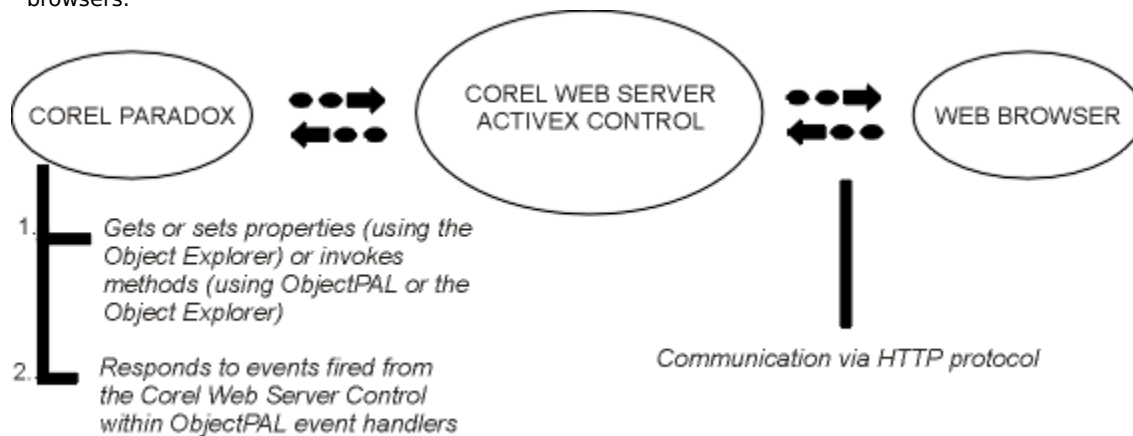 browsers.
COREL PARADOX
COREL WEB SERVER
ACTIVEX CONTROL
WEB BROWSER
1. Gets or sets properties (using the
Object Explorer) or invokes
methods (using ObjectPAL or the
Object Explorer)
2. Responds to events fired from
the Corel Web Server Control
within ObjectPAL event handlers
Communication via HTTP protocol